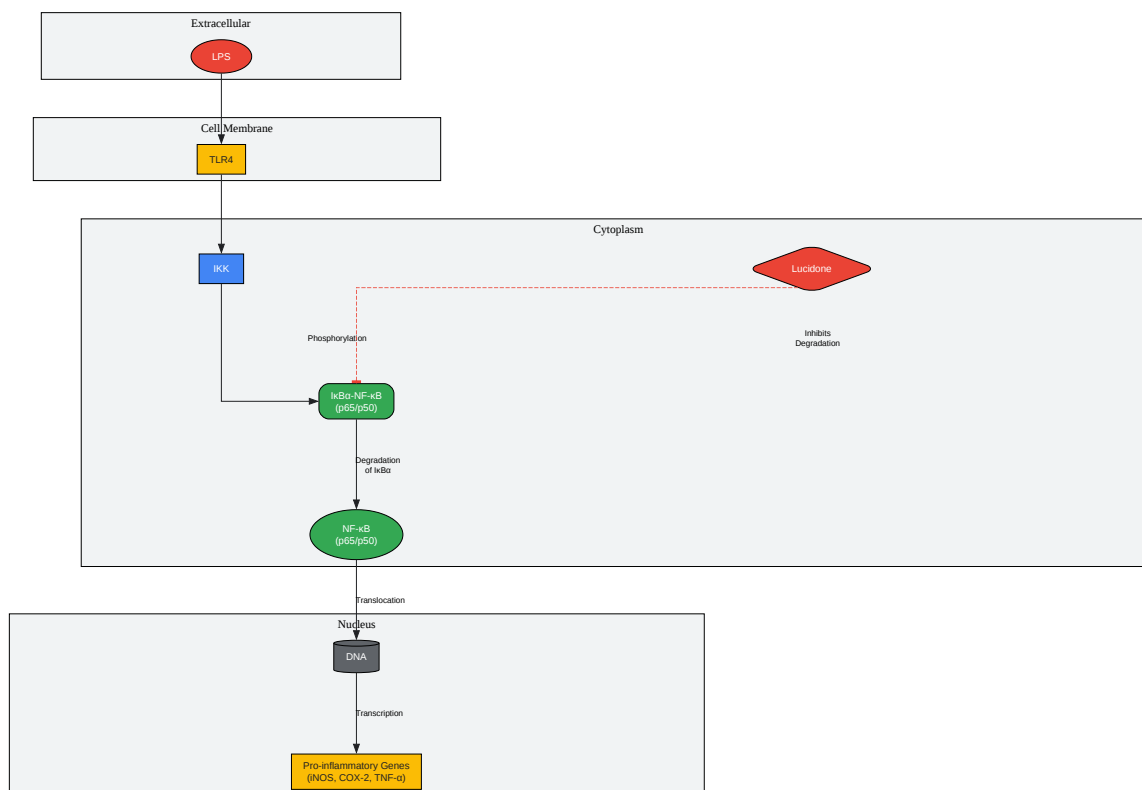 Extracellular
LPS
Cell Membrane
TLR4
Cytoplasm
IKK
Lucidone
Phosphorylation
Inhibits
Degradation
IκBα-NF-κB
(p65/p50)
Degradation
of IκBα
NF-κB
(p65/p50)
Translocation
Nucleus
DNA
Transcription
Pro-inflammatory Genes
(iNOS, COX-2, TNF-α)